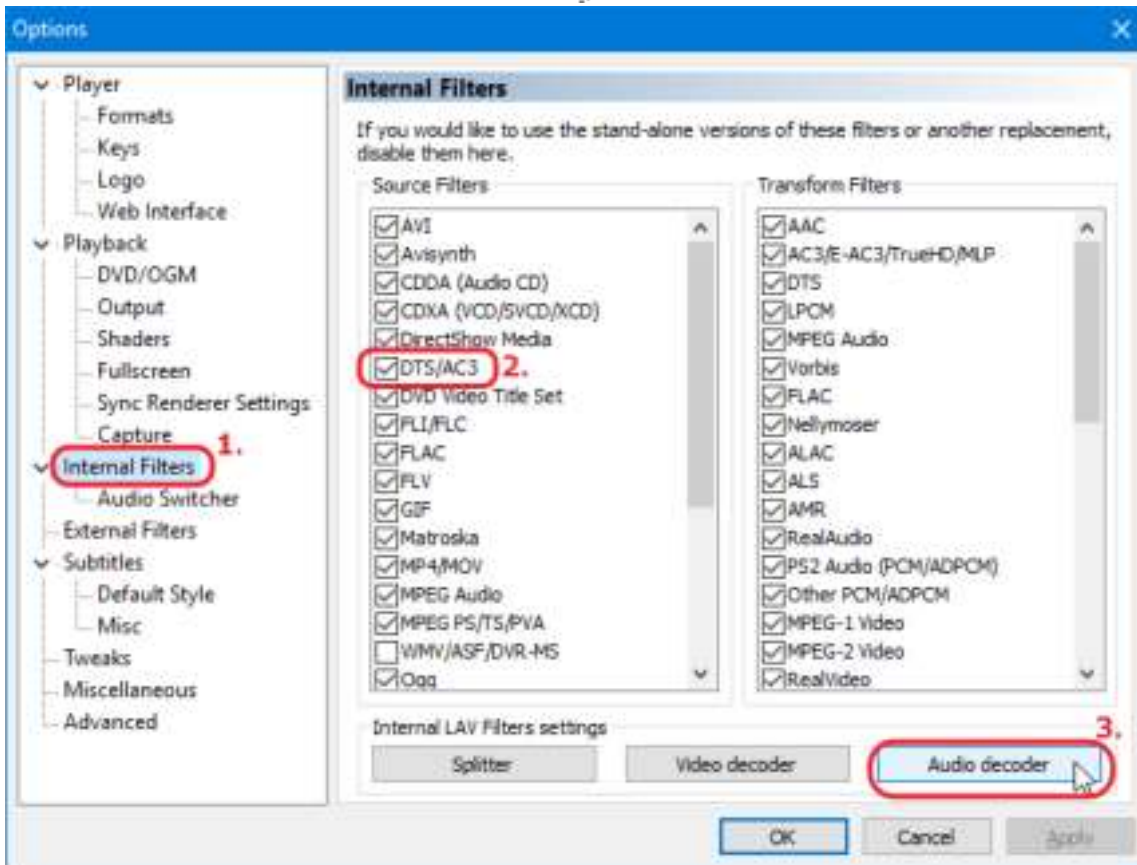 Options
Player
Formats
Keys
Logo
Web Interface
Playback
DVD/OGM
Output
Shaders
Fullscreen
Sync Renderer Settings
Capture
1.
Internal Filters
Audio Switcher
External Filters
Subtitles
Default Style
Misc
Tweaks
Miscellaneous
Advanced
Internal Filters
If you would like to use the stand-alone versions of these filters or another replacement,
disable them here.
Source Filters
AVI
Avisynth
CDDA (Audio CD)
CDXA (VCD/SVCD/XCD)
DirectShow Media
DTS/AC3 2.
DVD Video Title Set
FLI/FLC
FLAC
FLV
GIF
Matroska
MP4/MOV
MPEG Audio
MPEG PS/TS/PVA
WMV/ASF/DVR-MS
Ogg
Transform Filters
AAC
AC3/E-AC3/TrueHD/MLP
DTS
LPCM
MPEG Audio
Vorbis
FLAC
Nellymoser
ALAC
ALS
AMR
RealAudio
PS2 Audio (PCM/ADPCM)
Other PCM/ADPCM
MPEG-1 Video
MPEG-2 Video
RealVideo
Internal LAV Filters settings
3.
Splitter
Video decoder
Audio decoder
OK
Cancel
Apply